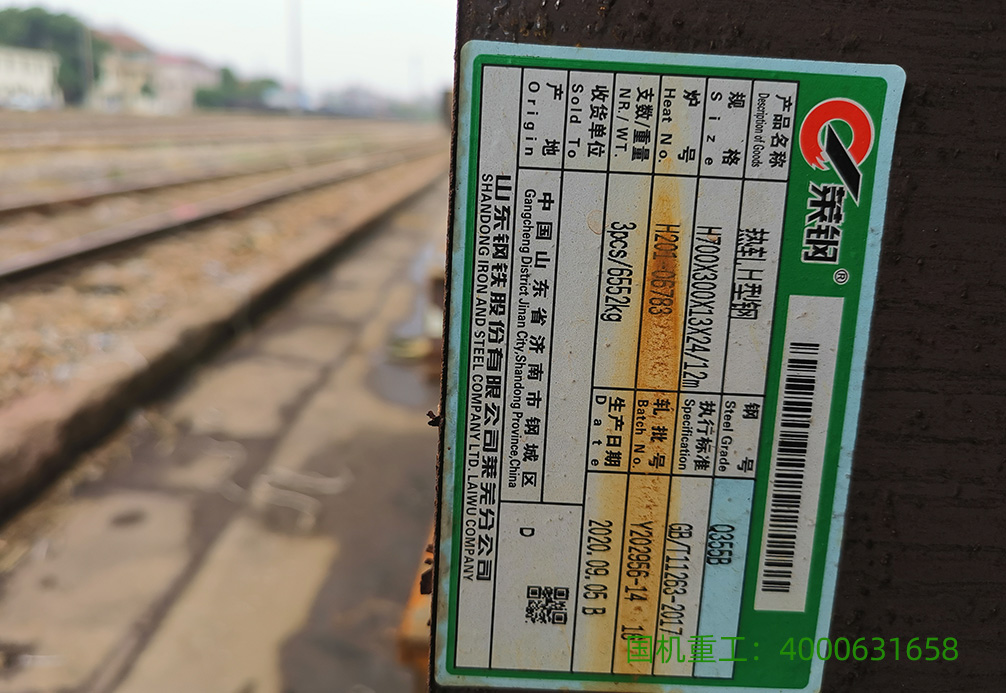 莱钢®
产品名称 热轧H型钢 钢号 Q355B
Description of Goods Steel Grade
规格 H700X300X13X24/12m 执行标准 GB/T11263-2017
Size Specification
炉号 H201-06783 轧批号 Y202956-14 18
Heat No. Batch No.
支数/重量 3pcs/6552kg 生产日期 2020.09.05 B
NR./WT. Date
收货单位
Sold To
产地 中国山东省济南市钢城区 D
Origin Gangcheng District Jinan City,Shandong Province,China
山东钢铁股份有限公司莱芜分公司
SHANDONG IRON AND STEEL COMPANY LTD. LAIWU COMPANY
国机重工：4000631658